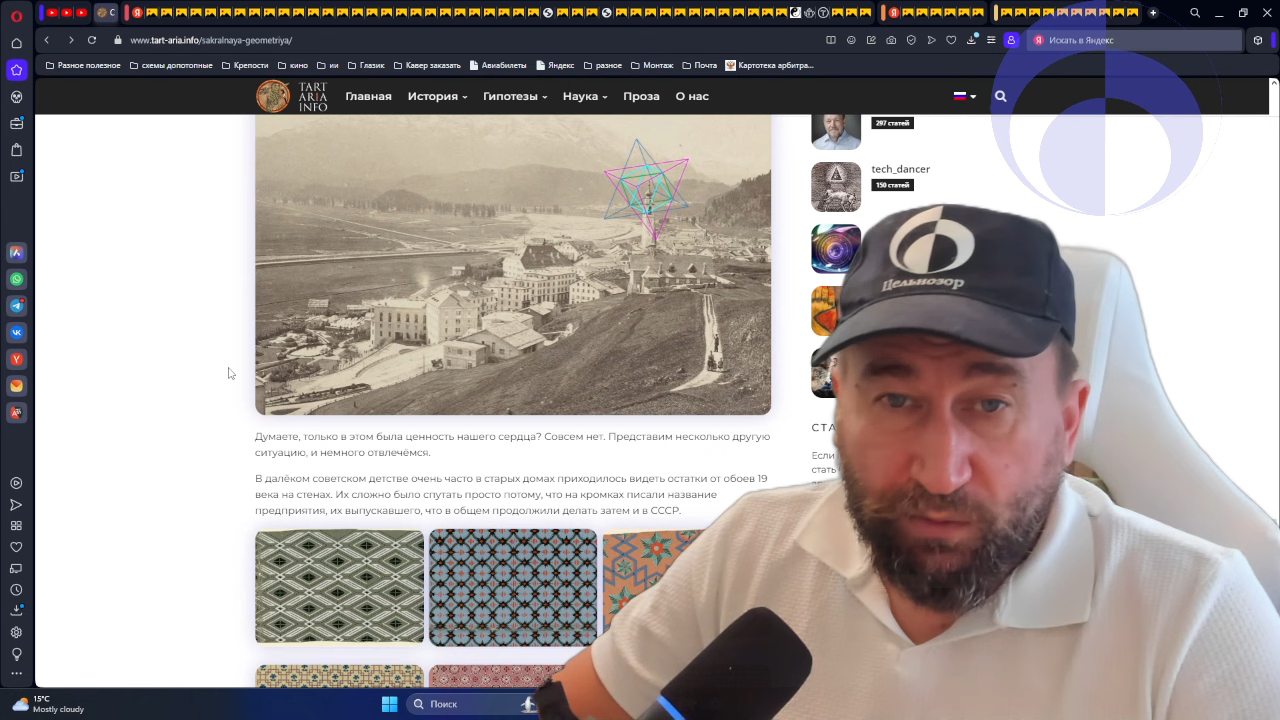 C
www.tart-aria.info/sakralnaya-geometriya/
Искать в Яндекс
Разное полезное
схемы допотопные
Крепости
кино
ии
Глазик
Кавер заказать
Авиабилеты
Яндекс
разное
Монтаж
Почта
Картотека арбитра...
TART
ARIA
INFO
Главная
История
Гипотезы
Наука
Проза
О нас
297 статей
tech_dancer
150 статей
Цельнозор
СТА
Если
стать
Думаете, только в этом была ценность нашего сердца? Совсем нет. Представим несколько другую
ситуацию, и немного отвлечёмся.
В далёком советском детстве очень часто в старых домах приходилось видеть остатки от обоев 19
века на стенах. Их сложно было спутать просто потому, что на кромках писали название
предприятия, их выпускавшего, что в общем продолжили делать затем и в СССР.
15°C
Mostly cloudy
Поиск